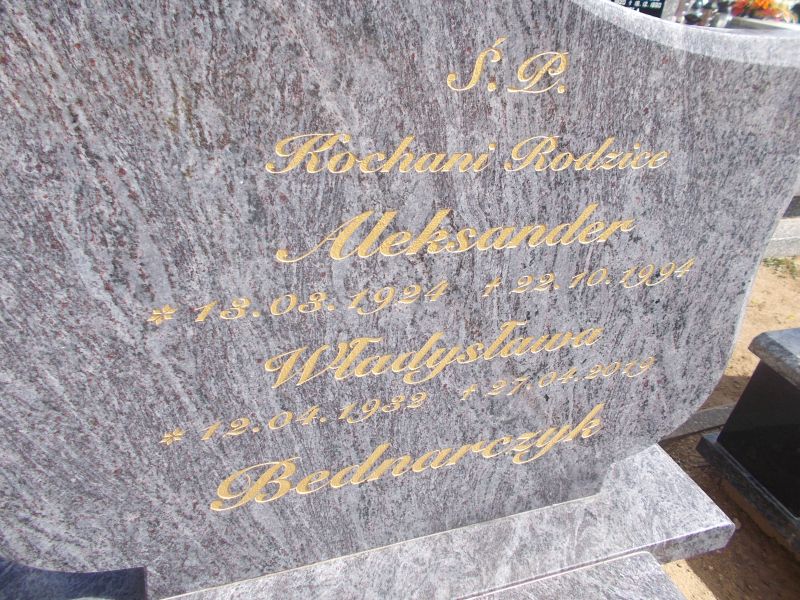 Ś.P.
Kochani Rodzice
Aleksander
* 13.03.1924 † 22.10.1994
Władysława
* 12.04.1932 † 27.04.2019
Bednarczyk